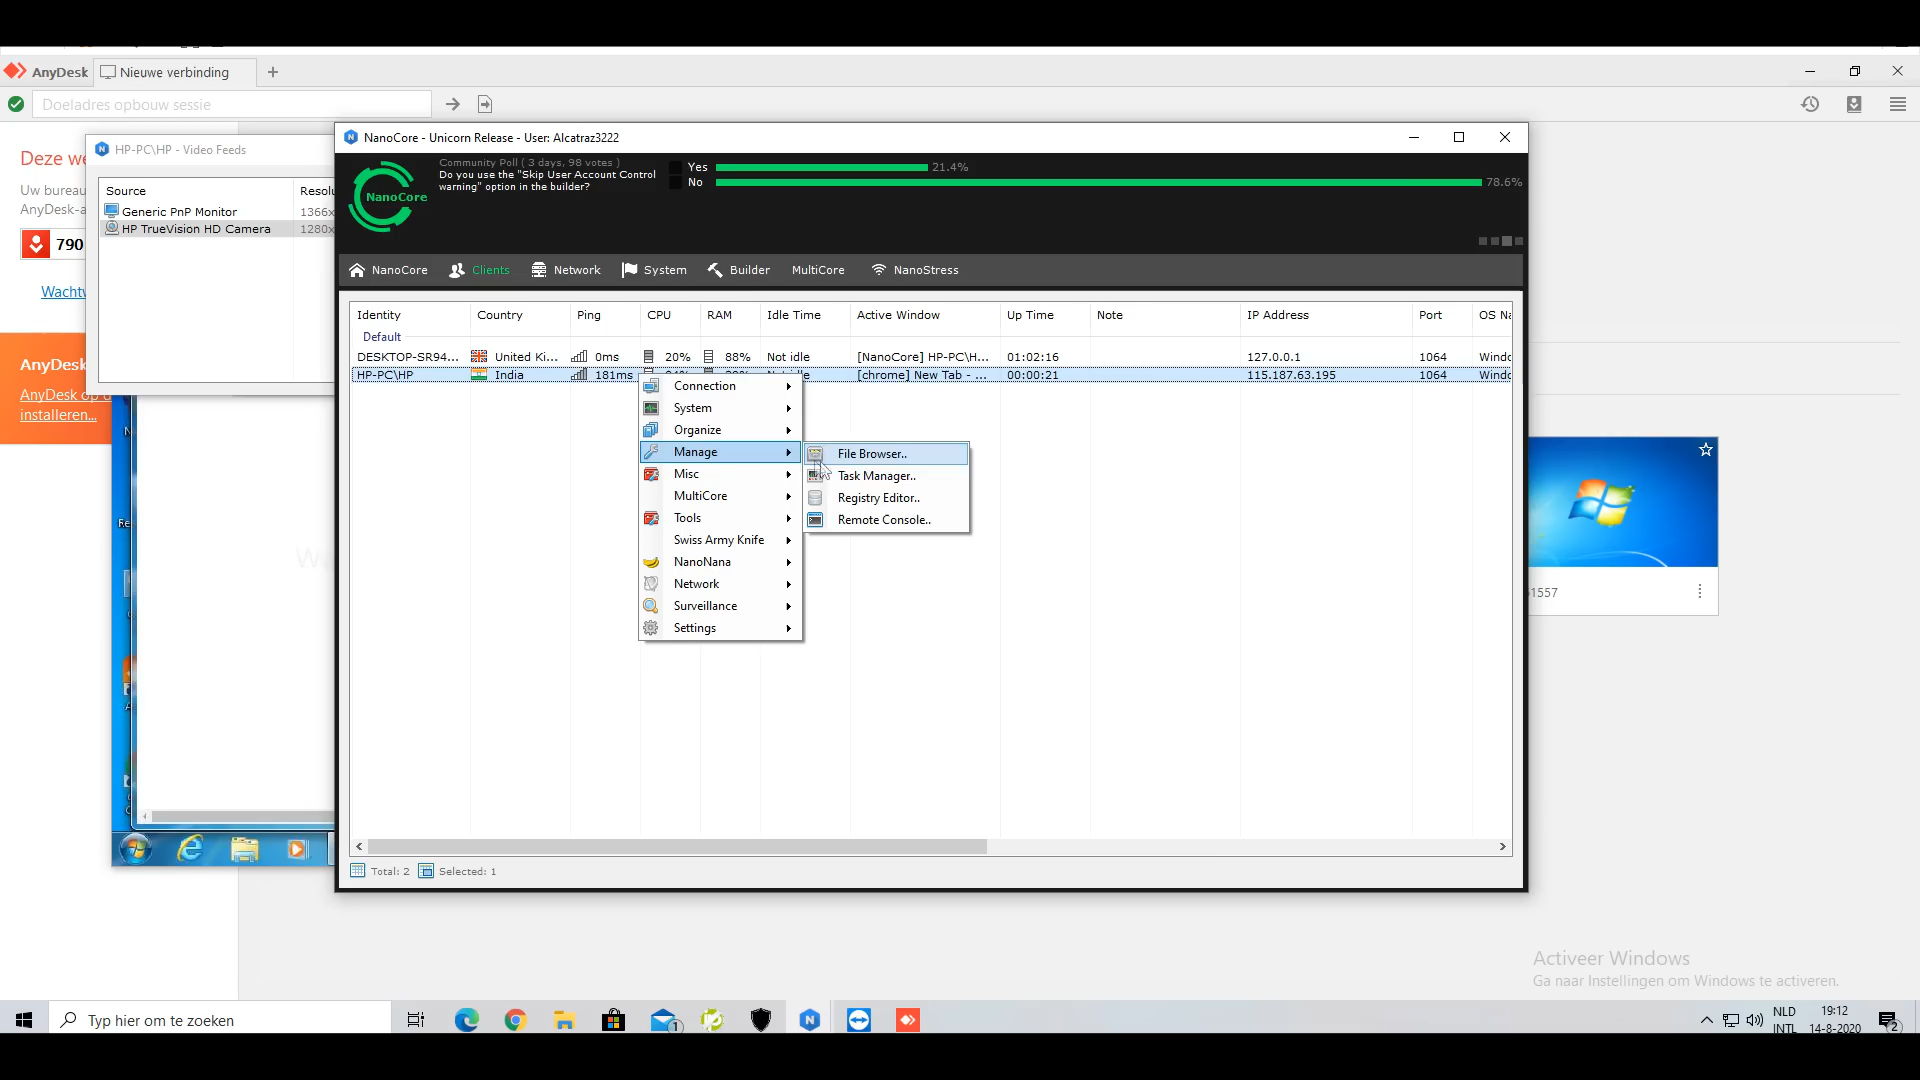 AnyDesk
Nieuwe verbinding
Doeladres opbouw sessie
Deze we
Uw bureau
AnyDesk-a
790
Wachtw
AnyDesk
AnyDesk op d
installeren...
HP-PC\HP - Video Feeds
Source
Resolu
Generic PnP Monitor
1366x
HP TrueVision HD Camera
1280x
NanoCore - Unicorn Release - User: Alcatraz3222
NanoCore
Community Poll ( 3 days, 98 votes )
Do you use the "Skip User Account Control
warning" option in the builder?
Yes
21.4%
No
78.6%
NanoCore
Clients
Network
System
Builder
MultiCore
NanoStress
Identity
Country
Ping
CPU
RAM
Idle Time
Active Window
Up Time
Note
IP Address
Port
OS Na
Default
DESKTOP-SR94...
United Ki...
0ms
20%
88%
Not idle
[NanoCore] HP-PC\H...
01:02:16
127.0.0.1
1064
Windo
HP-PC\HP
India
181ms
[chrome] New Tab - ...
00:00:21
115.187.63.195
1064
Windo
Connection
System
Organize
Manage
Misc
MultiCore
Tools
Swiss Army Knife
NanoNana
Network
Surveillance
Settings
File Browser..
Task Manager..
Registry Editor..
Remote Console..
Total: 2
Selected: 1
1557
Activeer Windows
Ga naar Instellingen om Windows te activeren.
Typ hier om te zoeken
1
NLD
INTL
19:12
14-8-2020
2